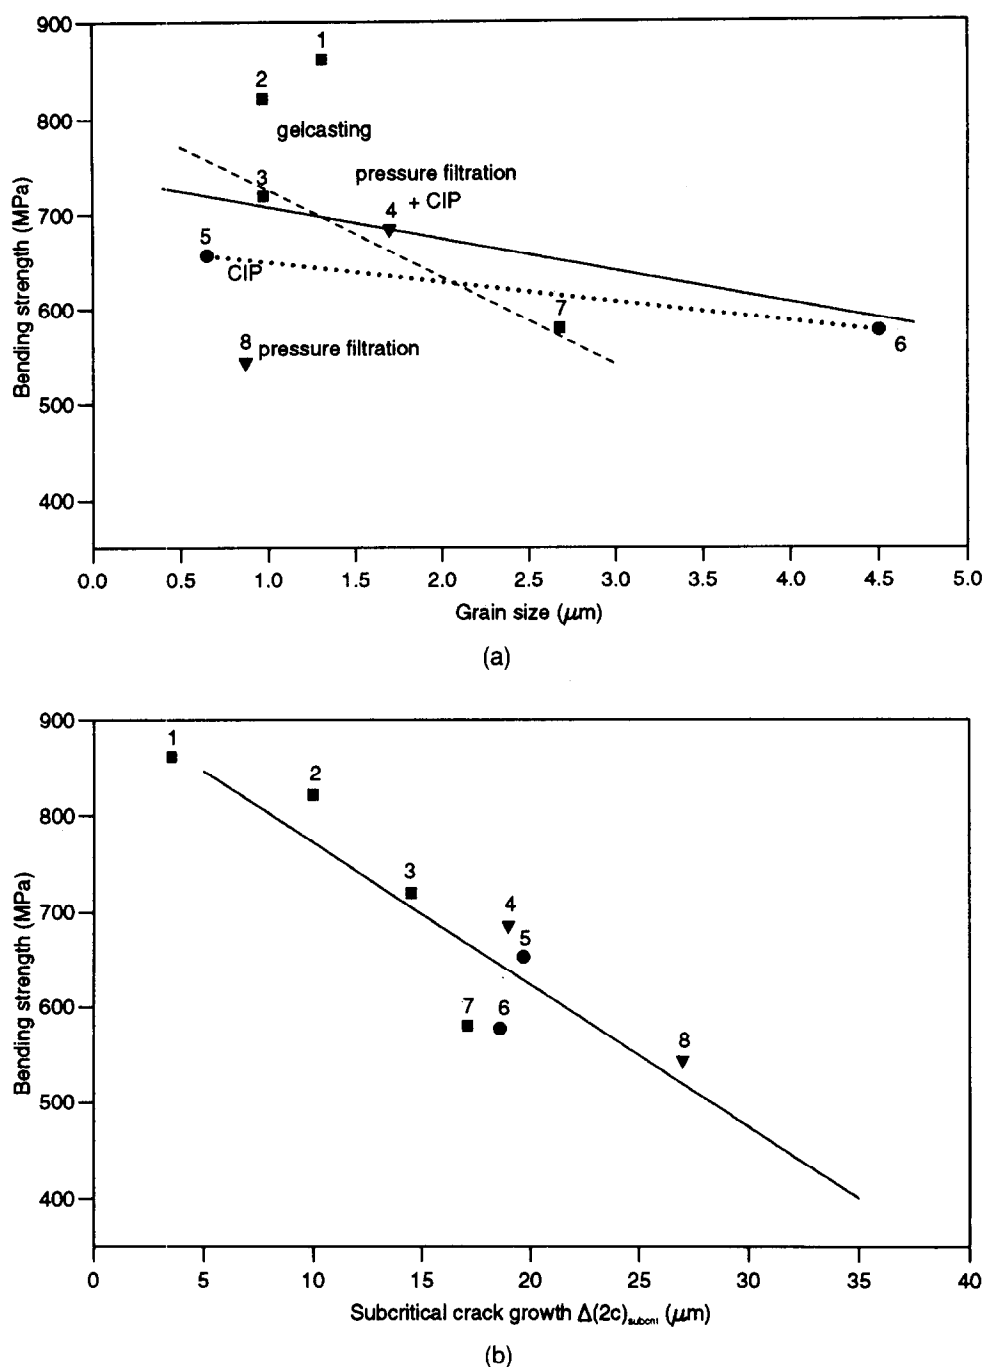 (a)
900
800
700
600
500
400
Bending strength (MPa)
1
2
gelcasting
3
pressure filtration
+ CIP
4
5
CIP
7
6
8
pressure filtration
0.0 0.5 1.0 1.5 2.0 2.5 3.0 3.5 4.0 4.5 5.0
Grain size (μm)
(b)
900
800
700
600
500
400
Bending strength (MPa)
1
2
3
4
5
7
6
8
0 5 10 15 20 25 30 35 40
Subcritical crack growth Δ(2c) (μm)